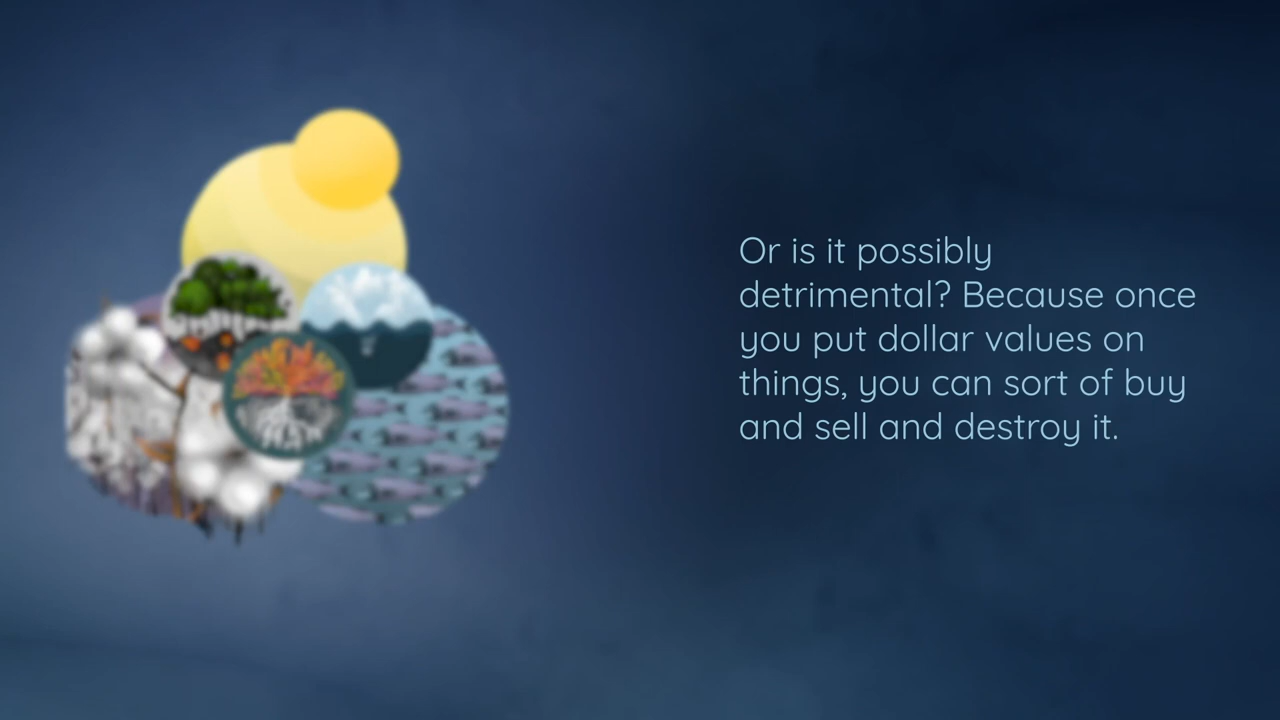 Or is it possibly
detrimental? Because once
you put dollar values on
things, you can sort of buy
and sell and destroy it.